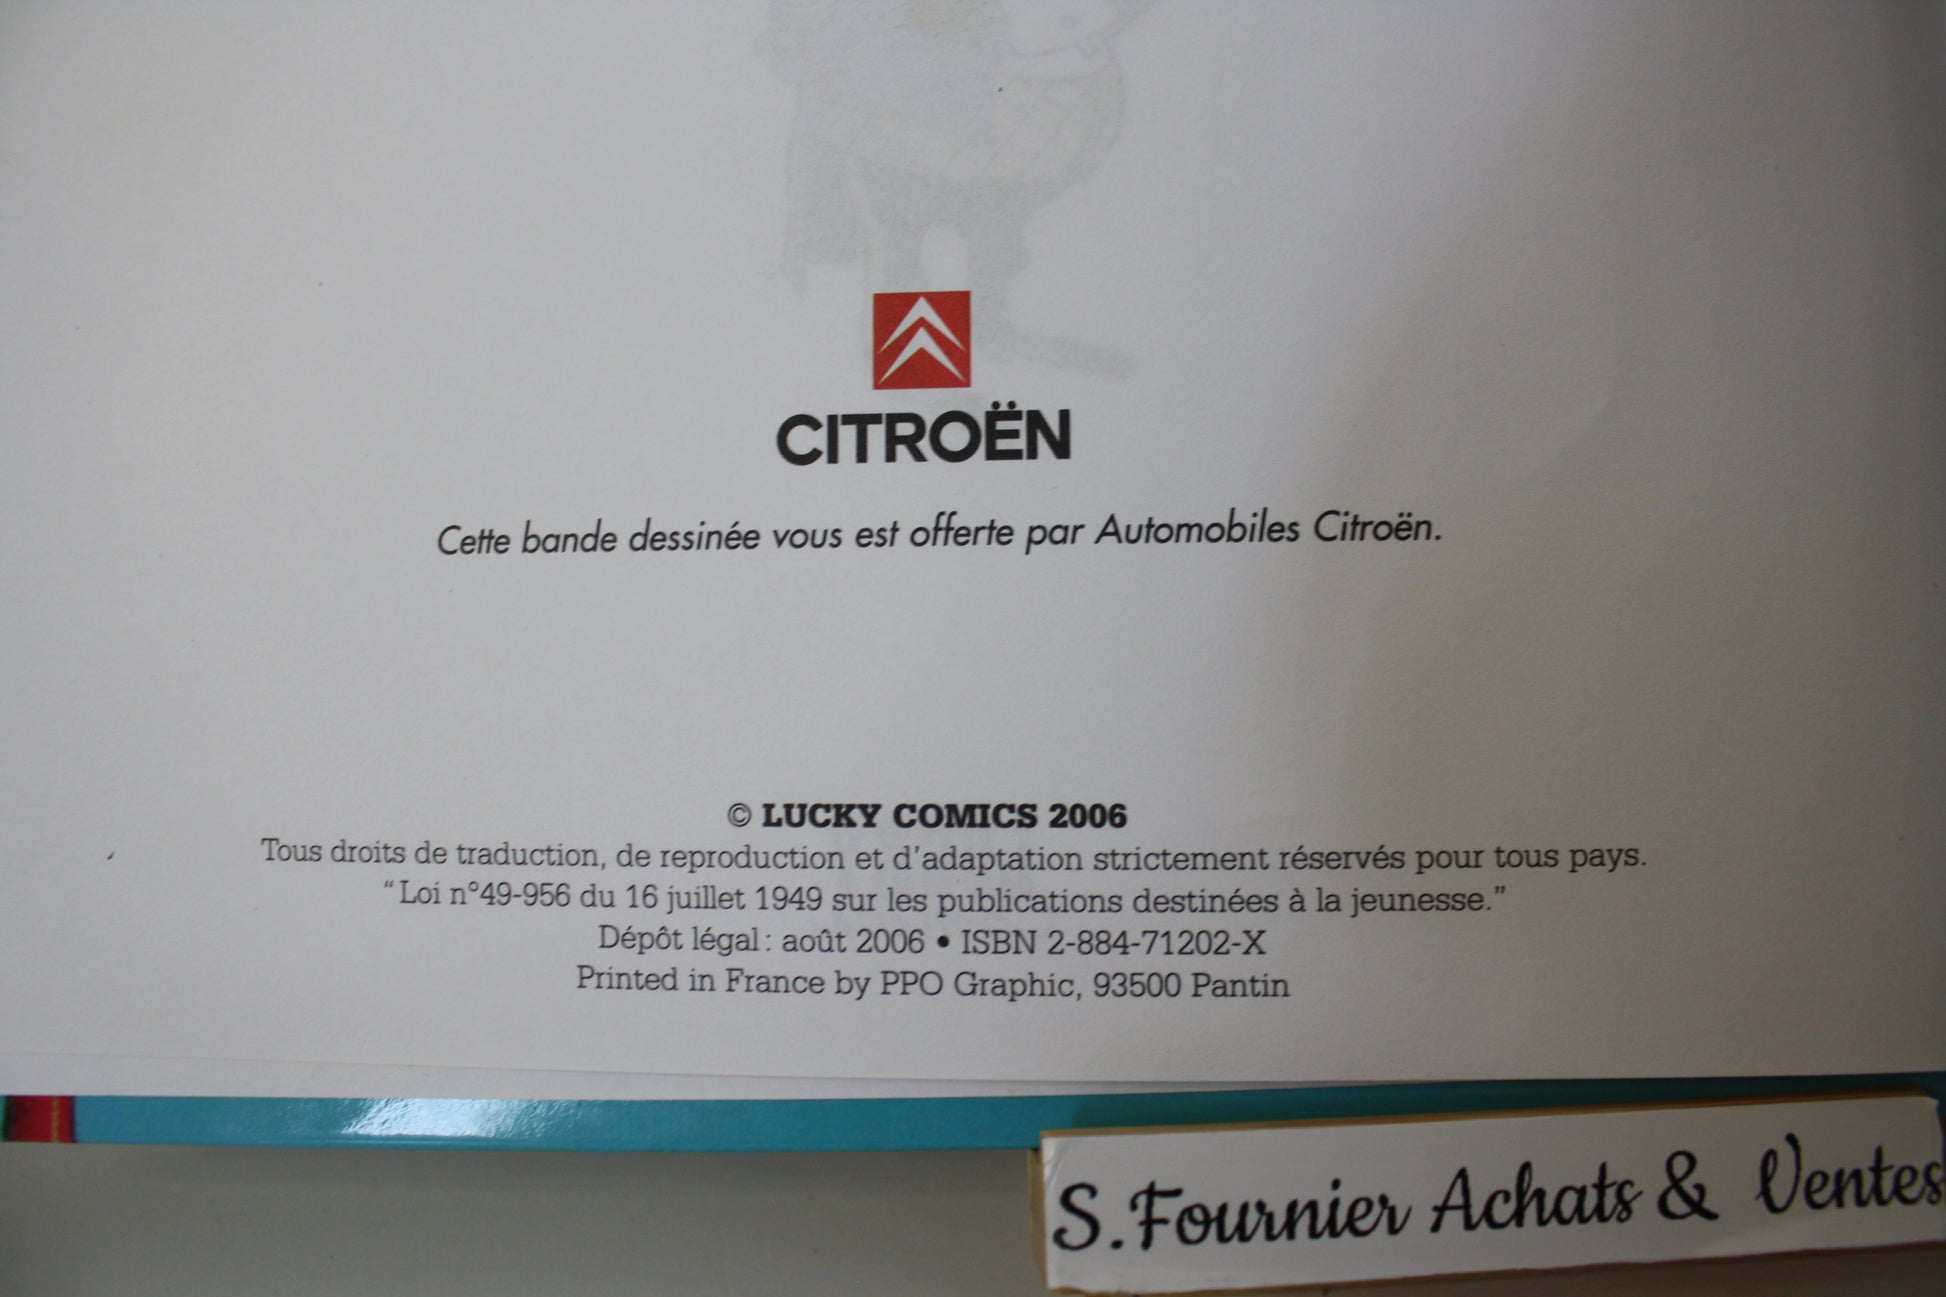 CITROËN
Cette bande dessinée vous est offerte par Automobiles Citroën.
© LUCKY COMICS 2006
Tous droits de traduction, de reproduction et d'adaptation strictement réservés pour tous pays.
“Loi n°49-956 du 16 juillet 1949 sur les publications destinées à la jeunesse.”
Dépôt légal : août 2006 • ISBN 2-884-71202-X
Printed in France by PPO Graphic, 93500 Pantin
S. Fournier Achats & Ventes